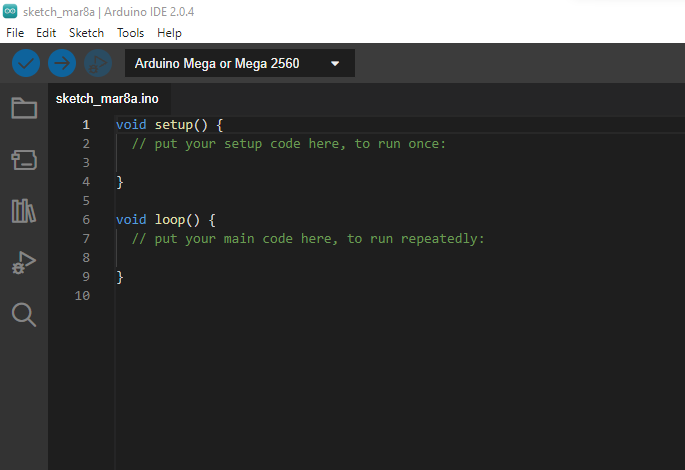 sketch_mar8a | Arduino IDE 2.0.4
File Edit Sketch Tools Help
Arduino Mega or Mega 2560
sketch_mar8a.ino
1 void setup() {
2 // put your setup code here, to run once:
3
4 }
5
6 void loop() {
7 // put your main code here, to run repeatedly:
8
9 }
10